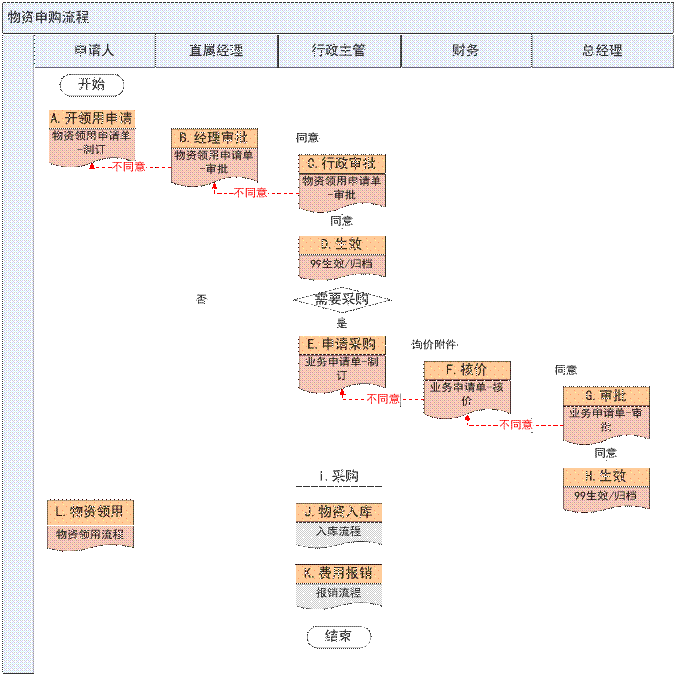 物资申购流程
申请人
直属经理
行政主管
财务
总经理
开始
A.开领用申请
物资领用申请单
-制订
不同意
B.经理审批
物资领用申请单
-审批
不同意
同意
C.行政审批
物资领用申请单
-审批
同意
D.生效
99生效/归档
否
需要采购
是
E.申请采购
业务申请单-制
订
不同意
询价附件
F.核价
业务申请单-核
价
不同意
同意
G.审批
业务申请单-审
批
同意
H.生效
99生效/归档
i.采购
L.物资领用
物资领用流程
J.物资入库
入库流程
K.费用报销
报销流程
结束